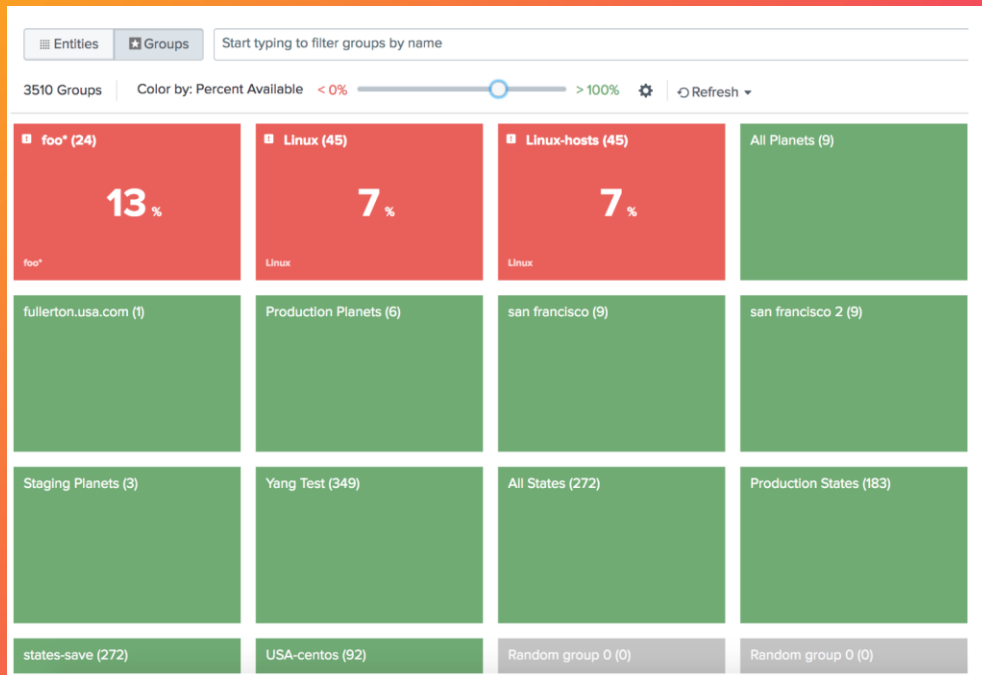 Entities Groups Start typing to filter groups by name
3510 Groups Color by: Percent Available < 0% > 100% Refresh
foo* (24) Linux (45) Linux-hosts (45) All Planets (9)
13 % 7 % 7 %
foo* Linux Linux
fullerton.usa.com (1) Production Planets (6) san francisco (9) san francisco 2 (9)
Staging Planets (3) Yang Test (349) All States (272) Production States (183)
states-save (272) USA-centos (92) Random group 0 (0) Random group 0 (0)